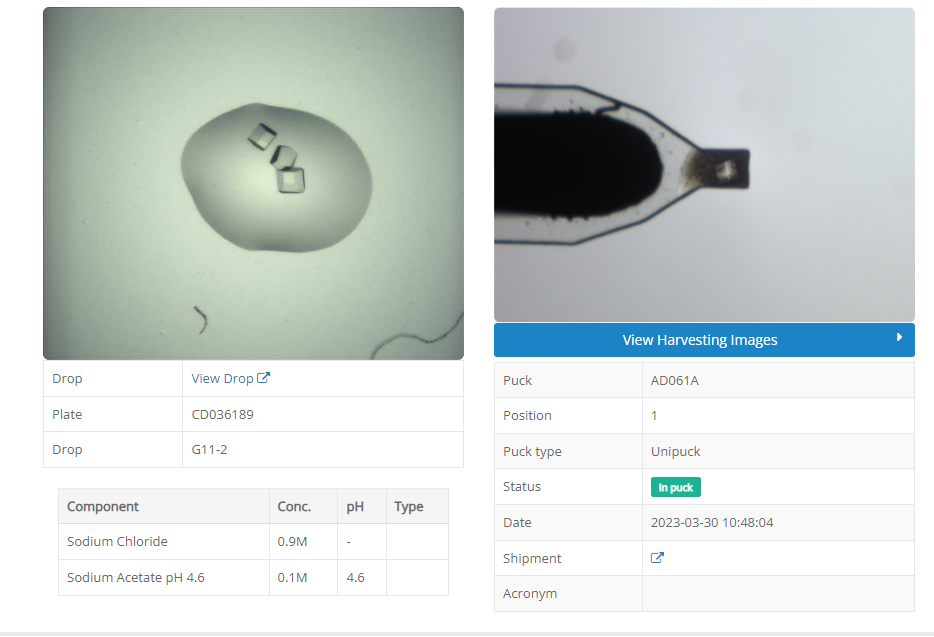 Drop View Drop
Plate CD036189
Drop G11-2
Component Conc. pH Type
Sodium Chloride 0.9M -
Sodium Acetate pH 4.6 0.1M 4.6
View Harvesting Images
Puck AD061A
Position 1
Puck type Unipuck
Status In puck
Date 2023-03-30 10:48:04
Shipment
Acronym